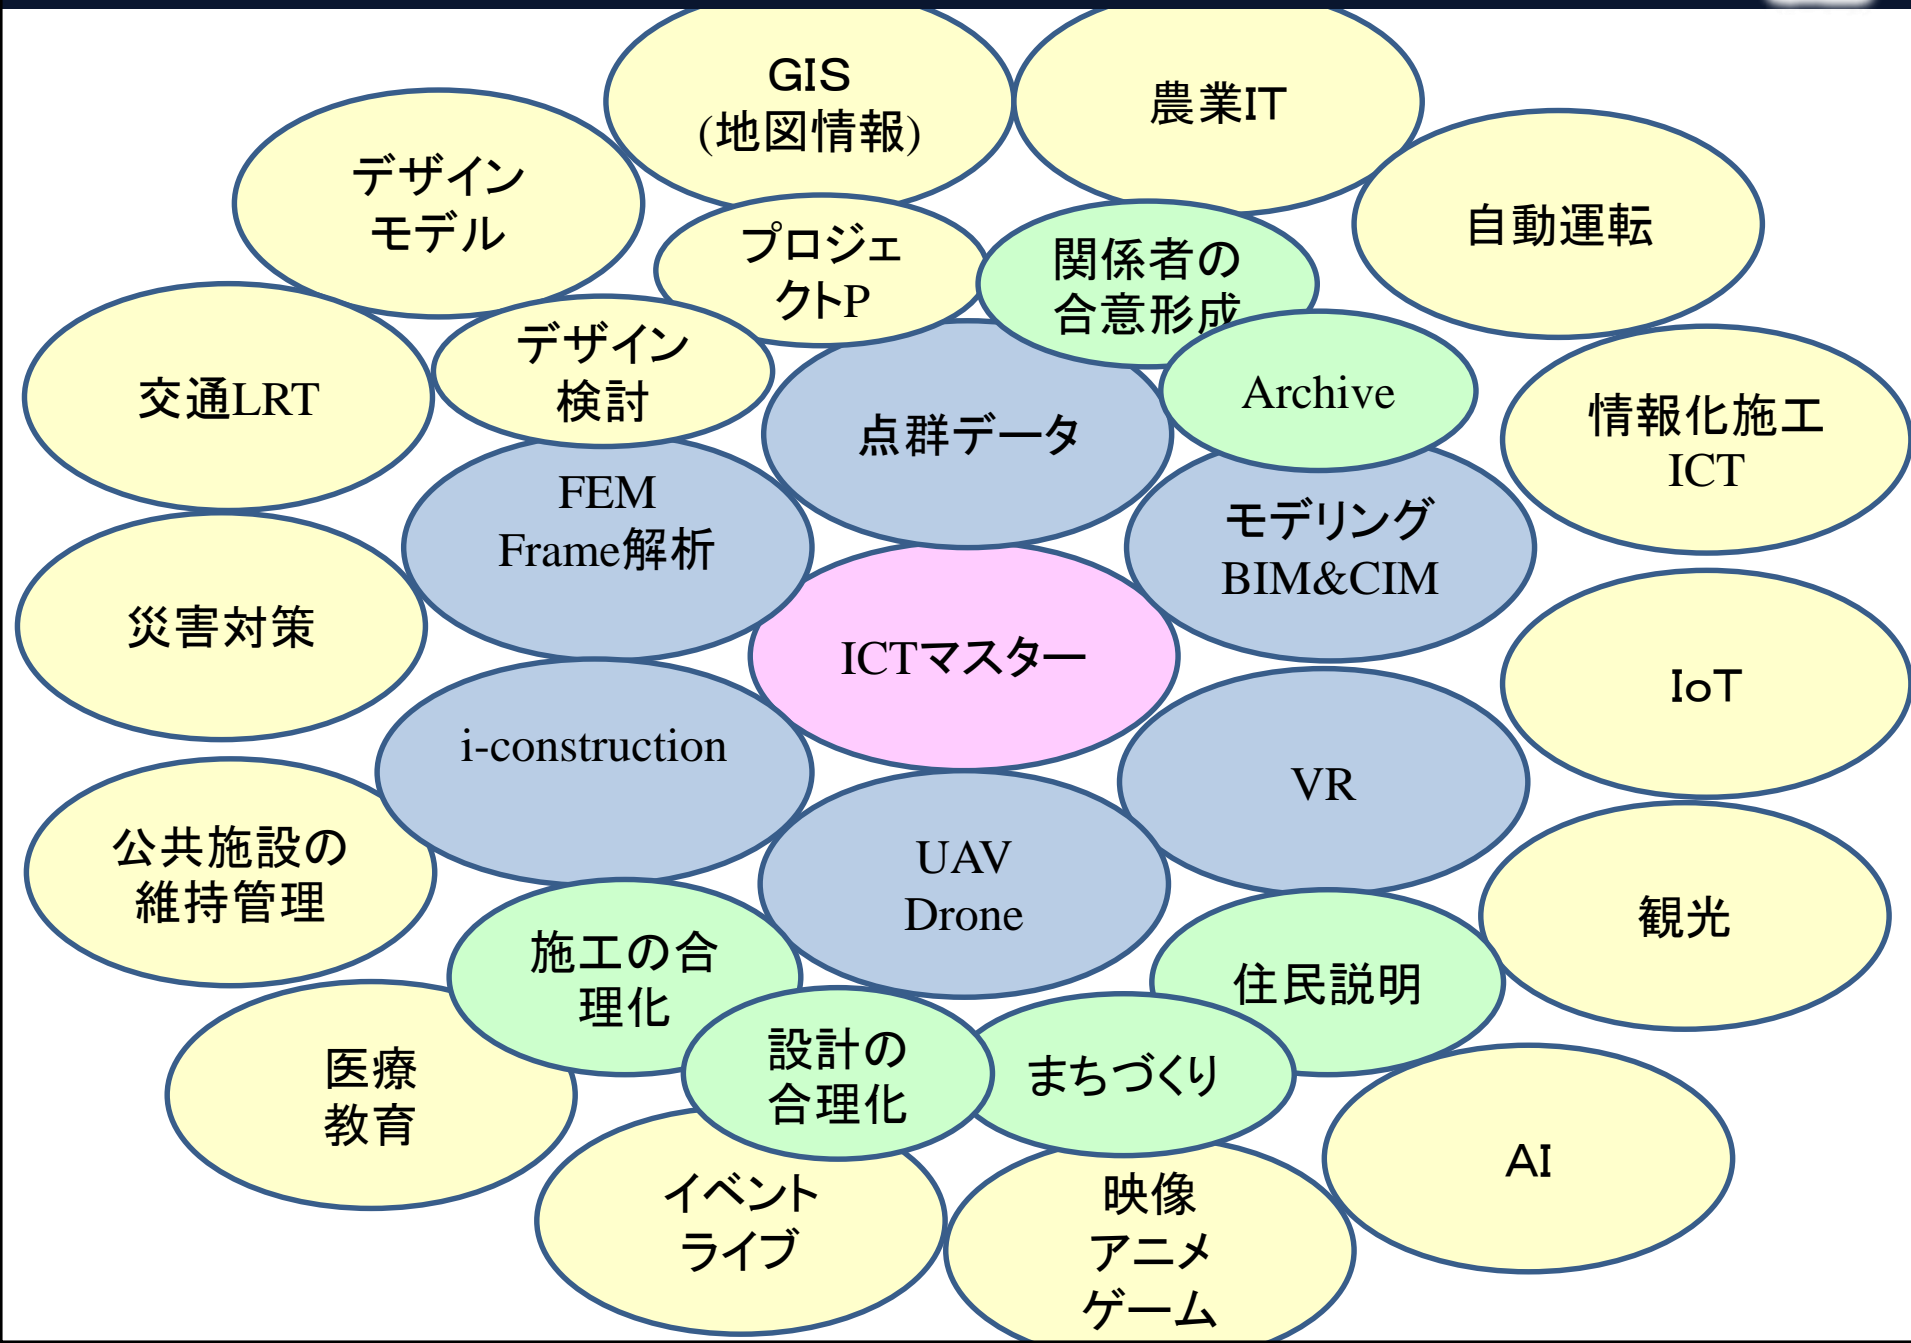 GIS
(地図情報)
農業IT
デザイン
モデル
自動運転
プロジェ
クトP
関係者の
合意形成
デザイン
検討
Archive
交通LRT
点群データ
情報化施工
ICT
FEM
Frame解析
モデリング
BIM&CIM
災害対策
ICTマスター
IoT
i-construction
VR
公共施設の
維持管理
UAV
Drone
観光
施工の合
理化
住民説明
設計の
合理化
まちづくり
医療
教育
AI
イベント
ライブ
映像
アニメ
ゲーム